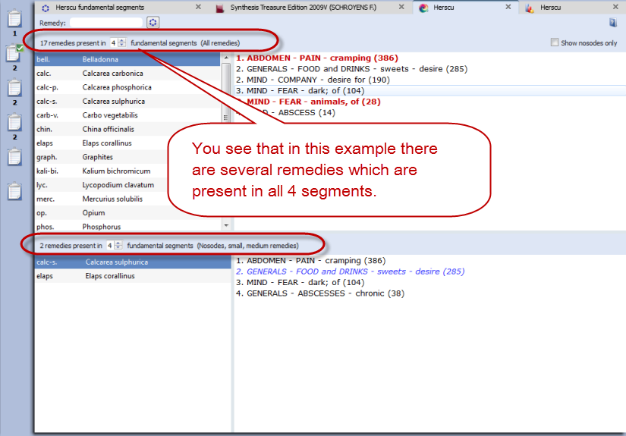 Herscu fundamental segments
Synthesis Treasure Edition 2009V (SCHROYENS F.)
Herscu
Herscu
Remedy:
17 remedies present in 4 fundamental segments (All remedies)
Show nosodes only
bell. Belladonna
calc. Calcarea carbonica
calc-p. Calcarea phosphorica
calc-s. Calcarea sulphurica
carb-v. Carbo vegetabilis
chin. China officinalis
elaps Elaps corallinus
graph. Graphites
kali-bi. Kalium bichromicum
lyc. Lycopodium clavatum
merc. Mercurius solubilis
op. Opium
phos. Phosphorus
1. ABDOMEN - PAIN - cramping (386)
2. GENERALS - FOOD and DRINKS - sweets - desire (285)
2. MIND - COMPANY - desire for (190)
3. MIND - FEAR - dark; of (104)
MIND - FEAR - animals, of (28)
- ABSCESS (14)
You see that in this example there
are several remedies which are
present in all 4 segments.
2 remedies present in 4 fundamental segments (Nosodes, small, medium remedies)
calc-s. Calcarea sulphurica
elaps Elaps corallinus
1. ABDOMEN - PAIN - cramping (386)
2. GENERALS - FOOD and DRINKS - sweets - desire (285)
3. MIND - FEAR - dark; of (104)
4. GENERALS - ABSCESSES - chronic (38)
1
2
2
2